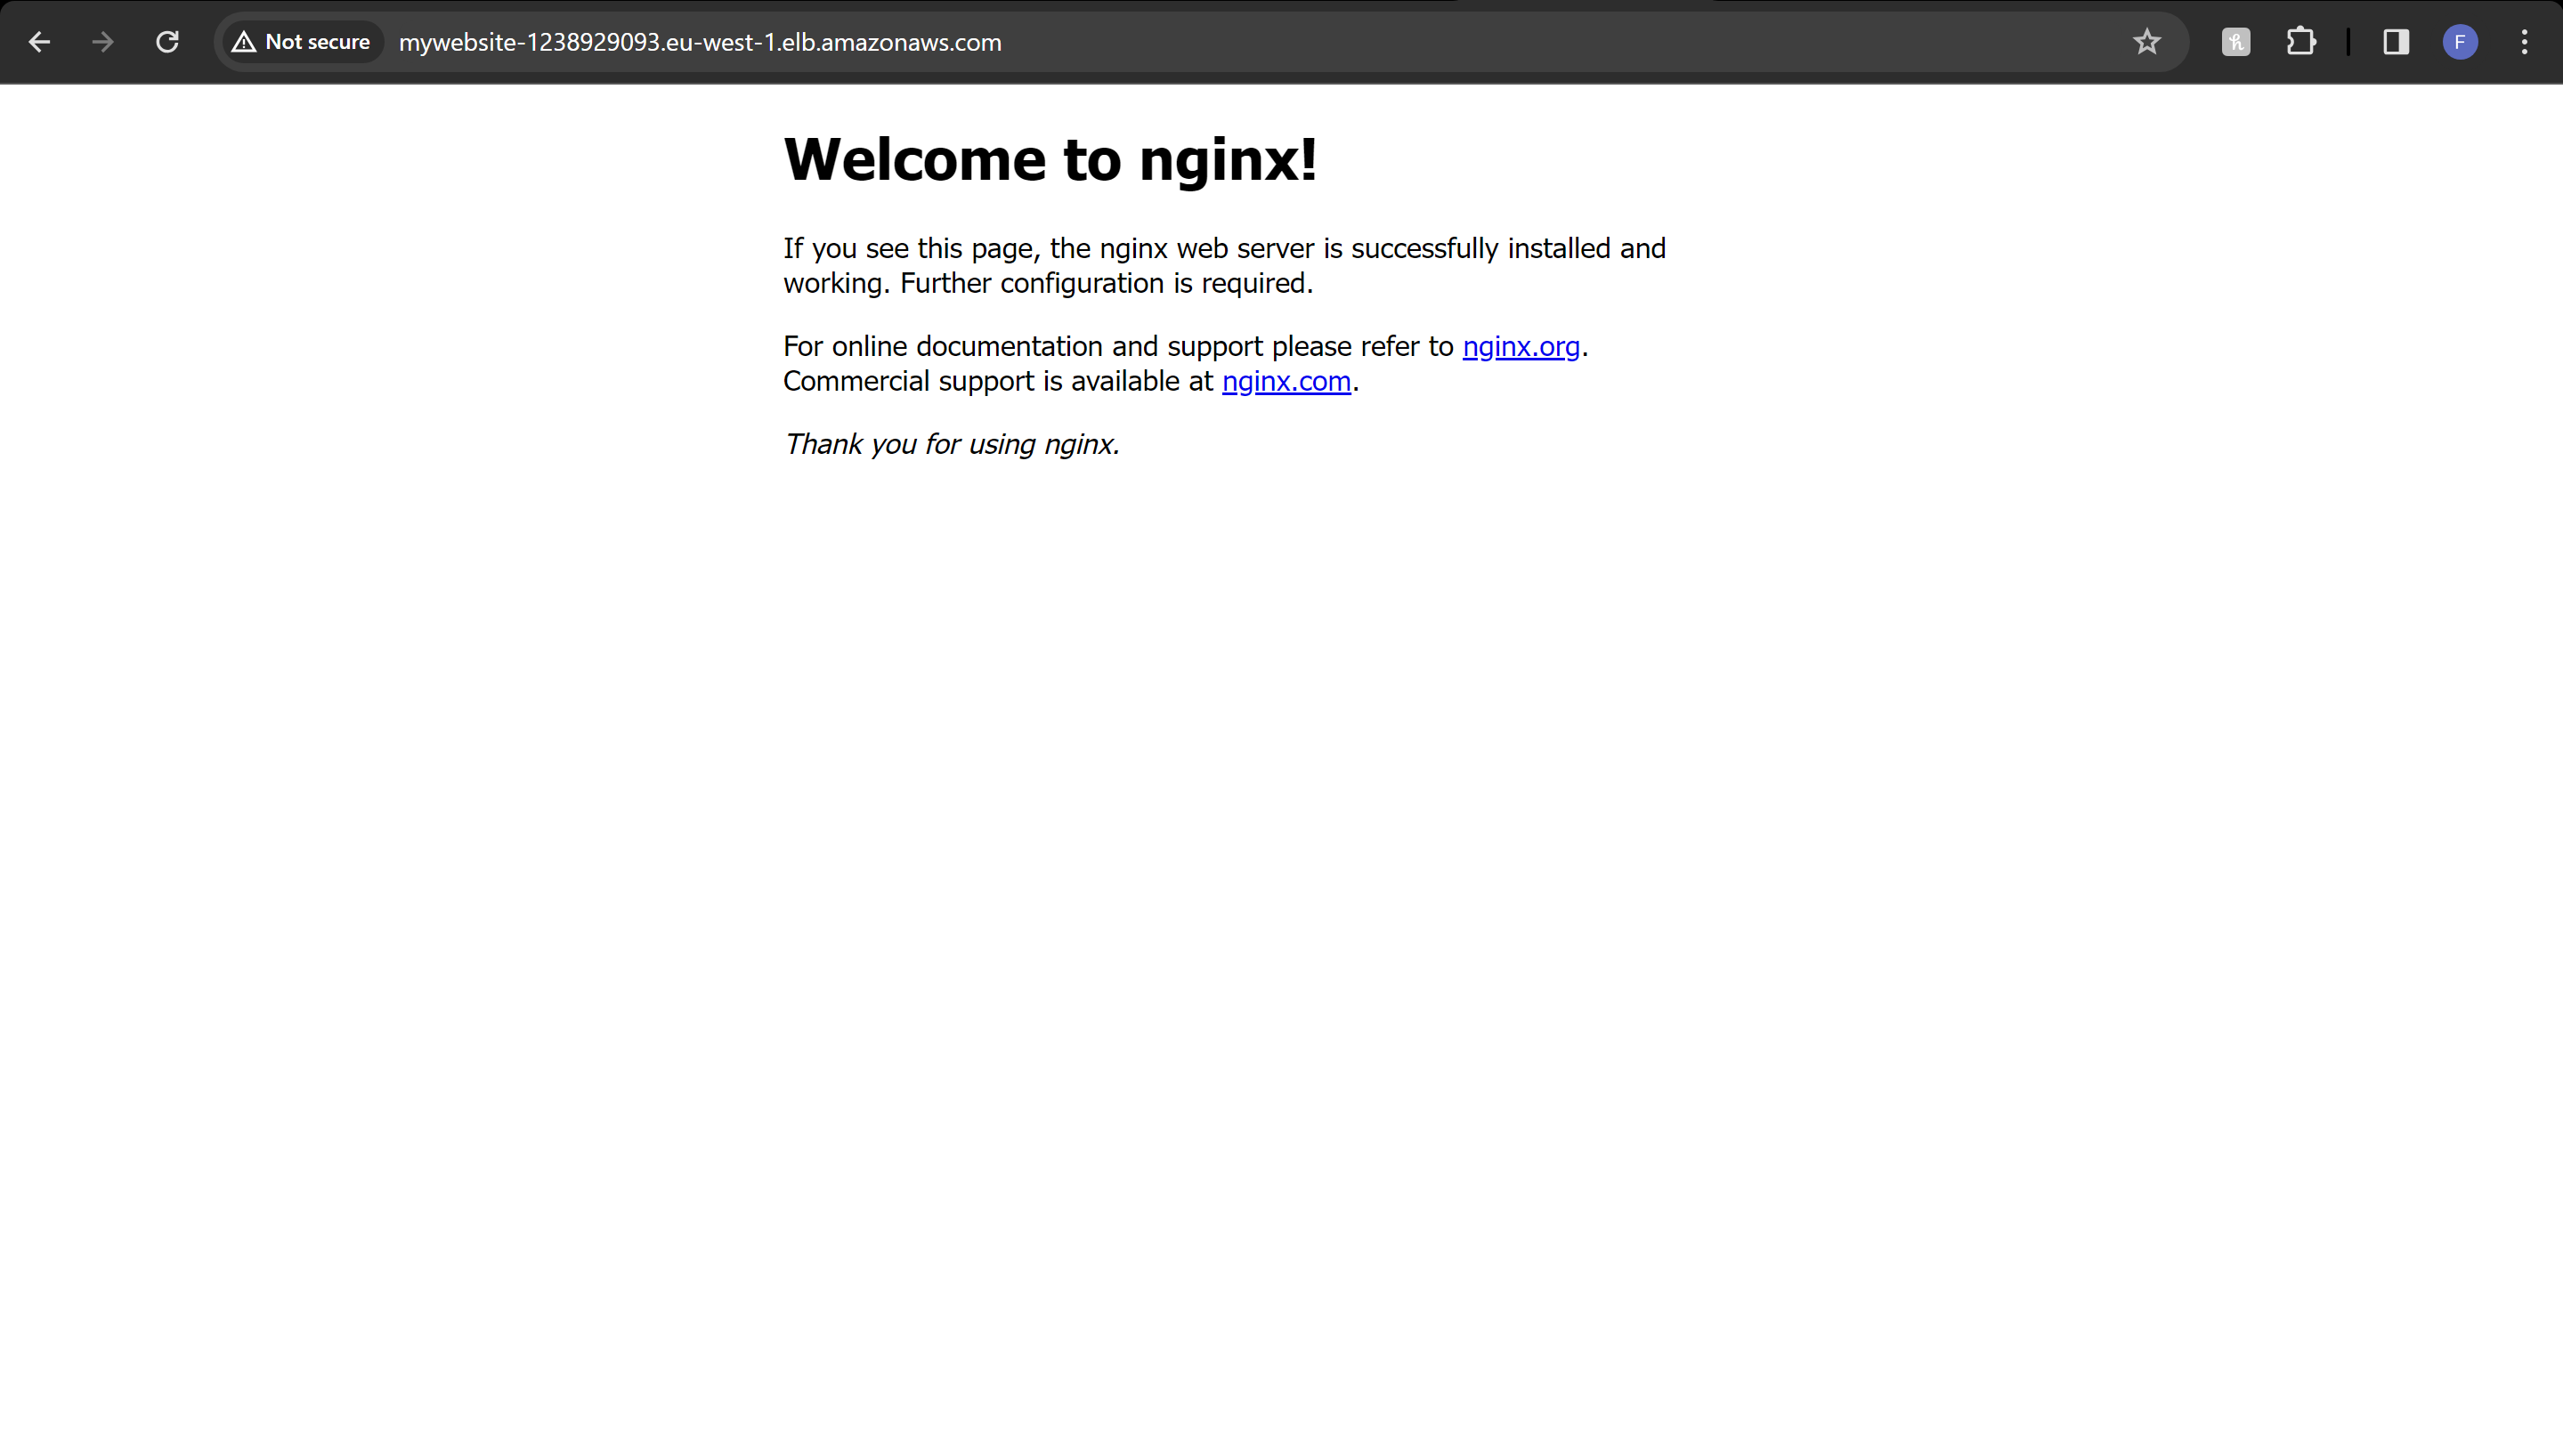 Not secure mywebsite-1238929093.eu-west-1.elb.amazonaws.com F
Welcome to nginx!
If you see this page, the nginx web server is successfully installed and
working. Further configuration is required.
For online documentation and support please refer to nginx.org.
Commercial support is available at nginx.com.
Thank you for using nginx.